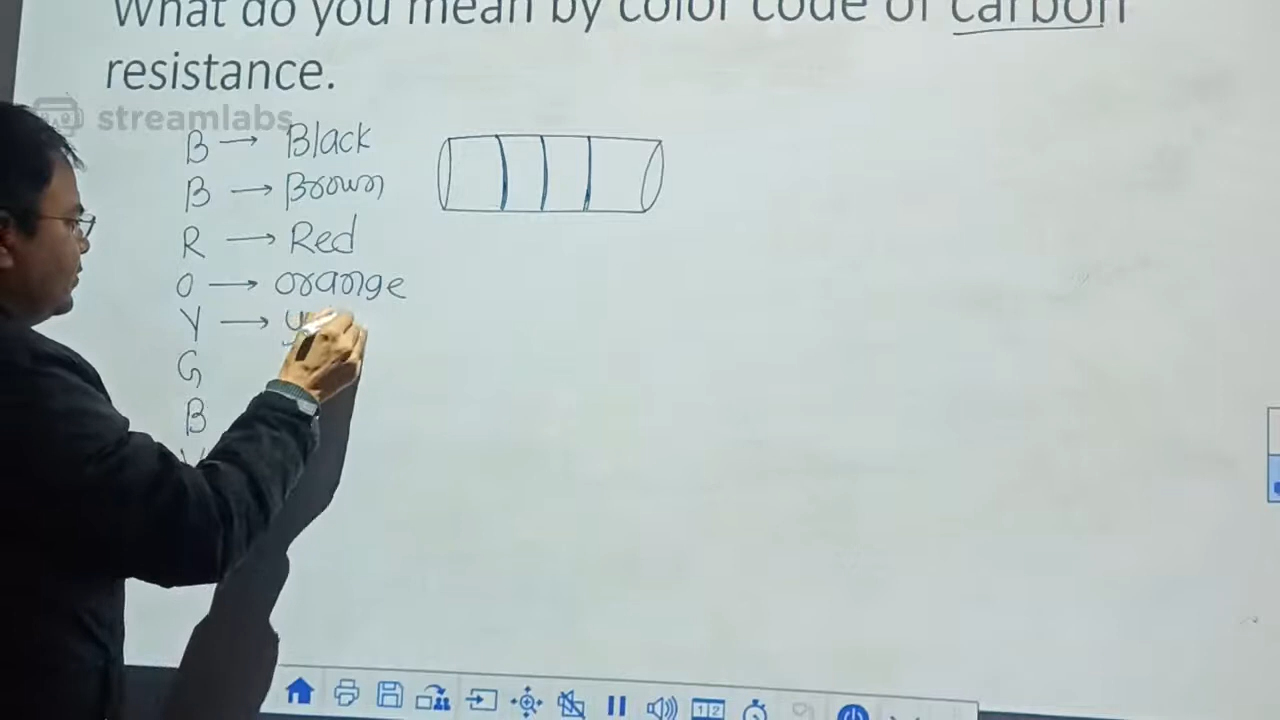 What do you mean by color code of carbon
resistance.
streamlabs
B → Black
B → Brown
R → Red
O → orange
Y → y
G
B
V